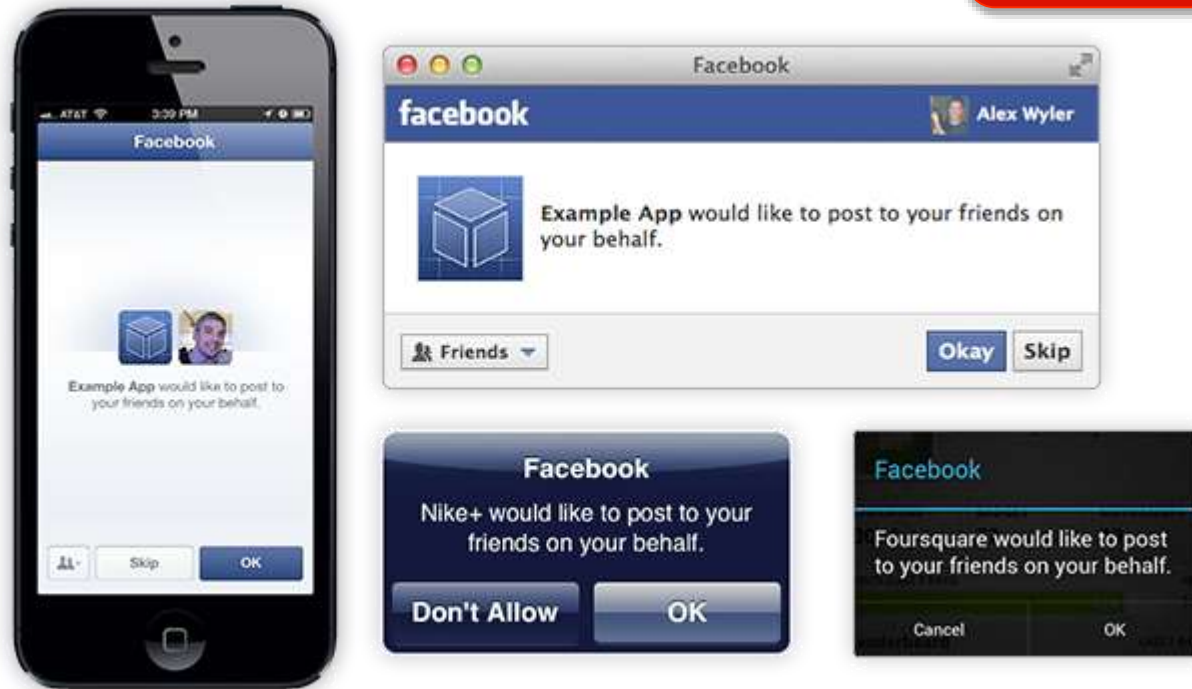 AT&T 3:39 PM
Facebook
Example App would like to post to
your friends on your behalf.
Skip
OK
Facebook
facebook
Alex Wyler
Example App would like to post to your friends on
your behalf.
Friends
Okay
Skip
Facebook
Nike+ would like to post to your
friends on your behalf.
Don't Allow
OK
Facebook
Foursquare would like to post
to your friends on your behalf.
Cancel
OK